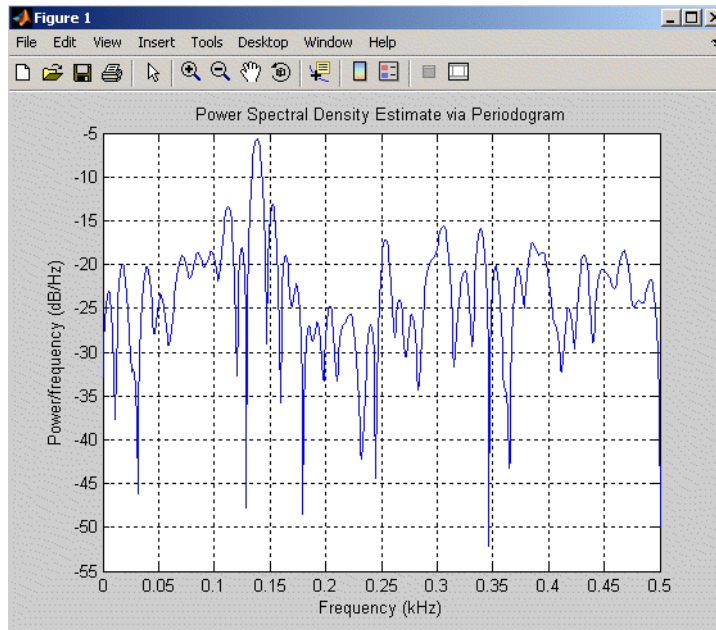 Figure 1
File Edit View Insert Tools Desktop Window Help
Power Spectral Density Estimate via Periodogram
Power/frequency (dB/Hz)
-5
-10
-15
-20
-25
-30
-35
-40
-45
-50
-55
0 0.05 0.1 0.15 0.2 0.25 0.3 0.35 0.4 0.45 0.5
Frequency (kHz)